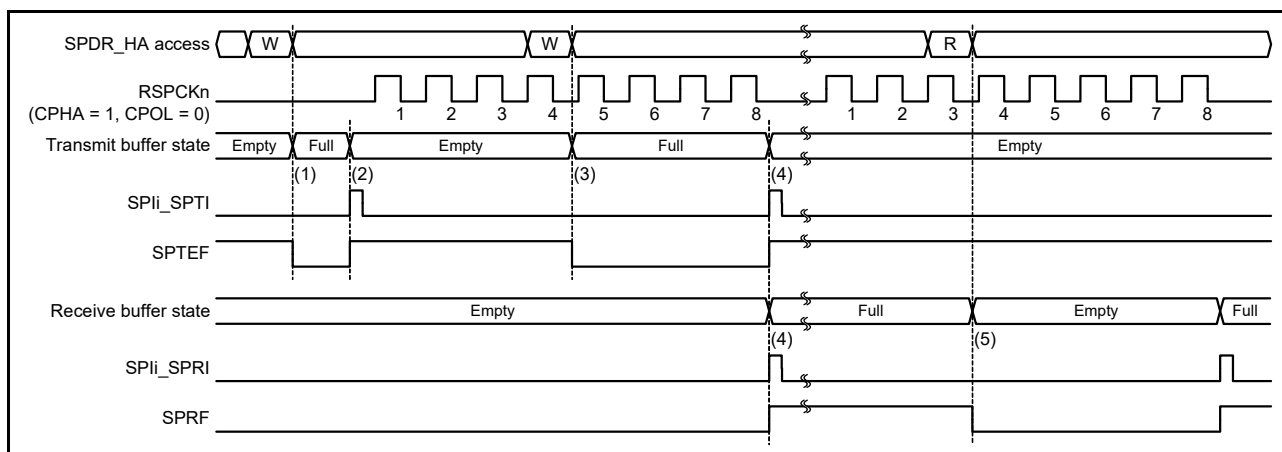 SPDR_HA access W W R
RSPCKn
(CPHA = 1, CPOL = 0) 1 2 3 4 5 6 7 8 1 2 3 4 5 6 7 8
Transmit buffer state Empty Full Empty Full Empty
(1) (2) (3) (4)
SPIi_SPTI
SPTEF
Receive buffer state Empty Full Empty Full
(4) (5)
SPIi_SPRI
SPRF